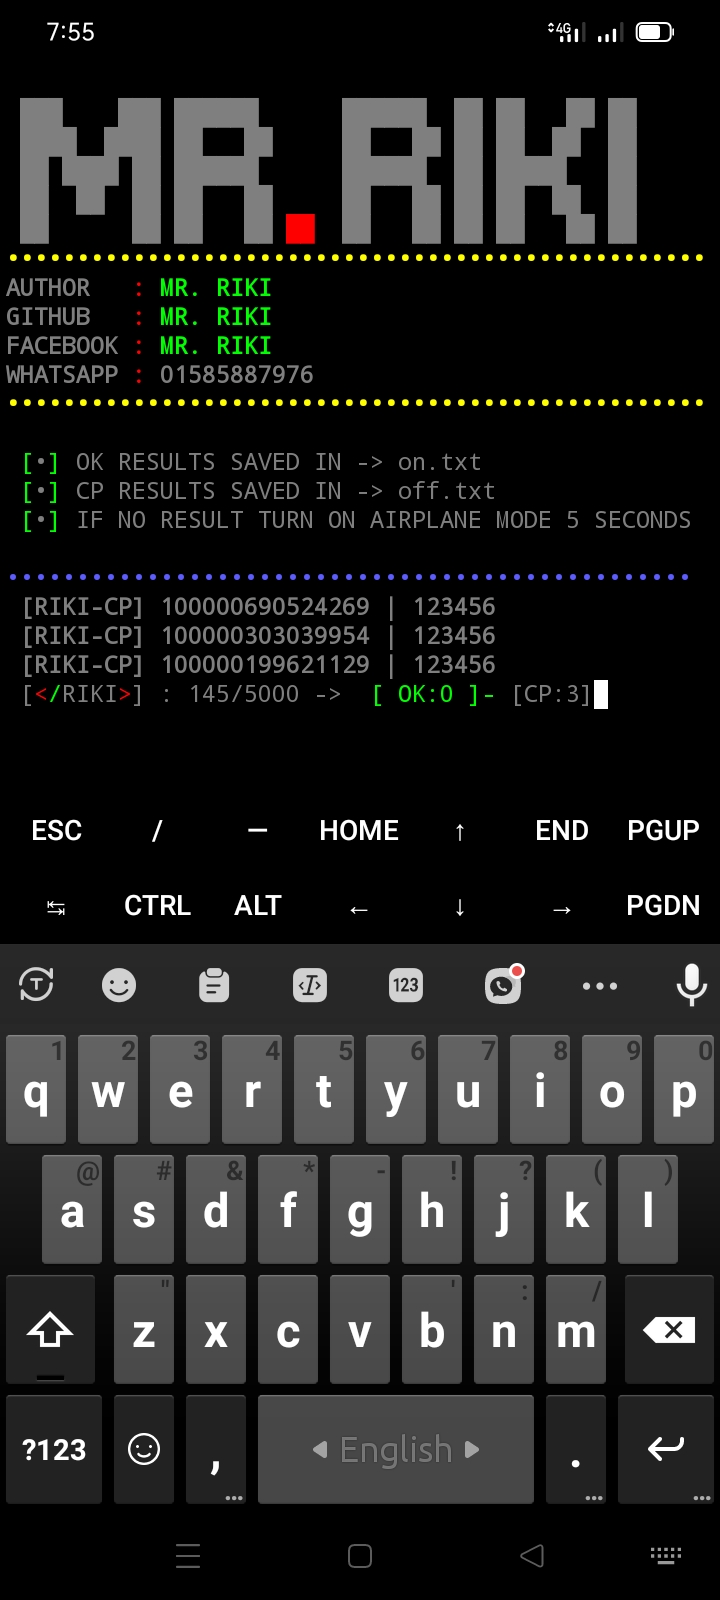 7:55
4G
MR.RIKI
AUTHOR : MR. RIKI
GITHUB : MR. RIKI
FACEBOOK : MR. RIKI
WHATSAPP : 01585887976
[•] OK RESULTS SAVED IN -> on.txt
[•] CP RESULTS SAVED IN -> off.txt
[•] IF NO RESULT TURN ON AIRPLANE MODE 5 SECONDS
[RIKI-CP] 100000690524269 | 123456
[RIKI-CP] 100000303039954 | 123456
[RIKI-CP] 100000199621129 | 123456
[</RIKI>] : 145/5000 -> [ OK:0 ]- [CP:3]
ESC / — HOME ↑ END PGUP
↹ CTRL ALT ← ↓ → PGDN
T 123 •••
1 2 3 4 5 6 7 8 9 0
q w e r t y u i o p
@ # & * - ! ? ( )
a s d f g h j k l
" ' : /
z x c v b n m
?123 , English .